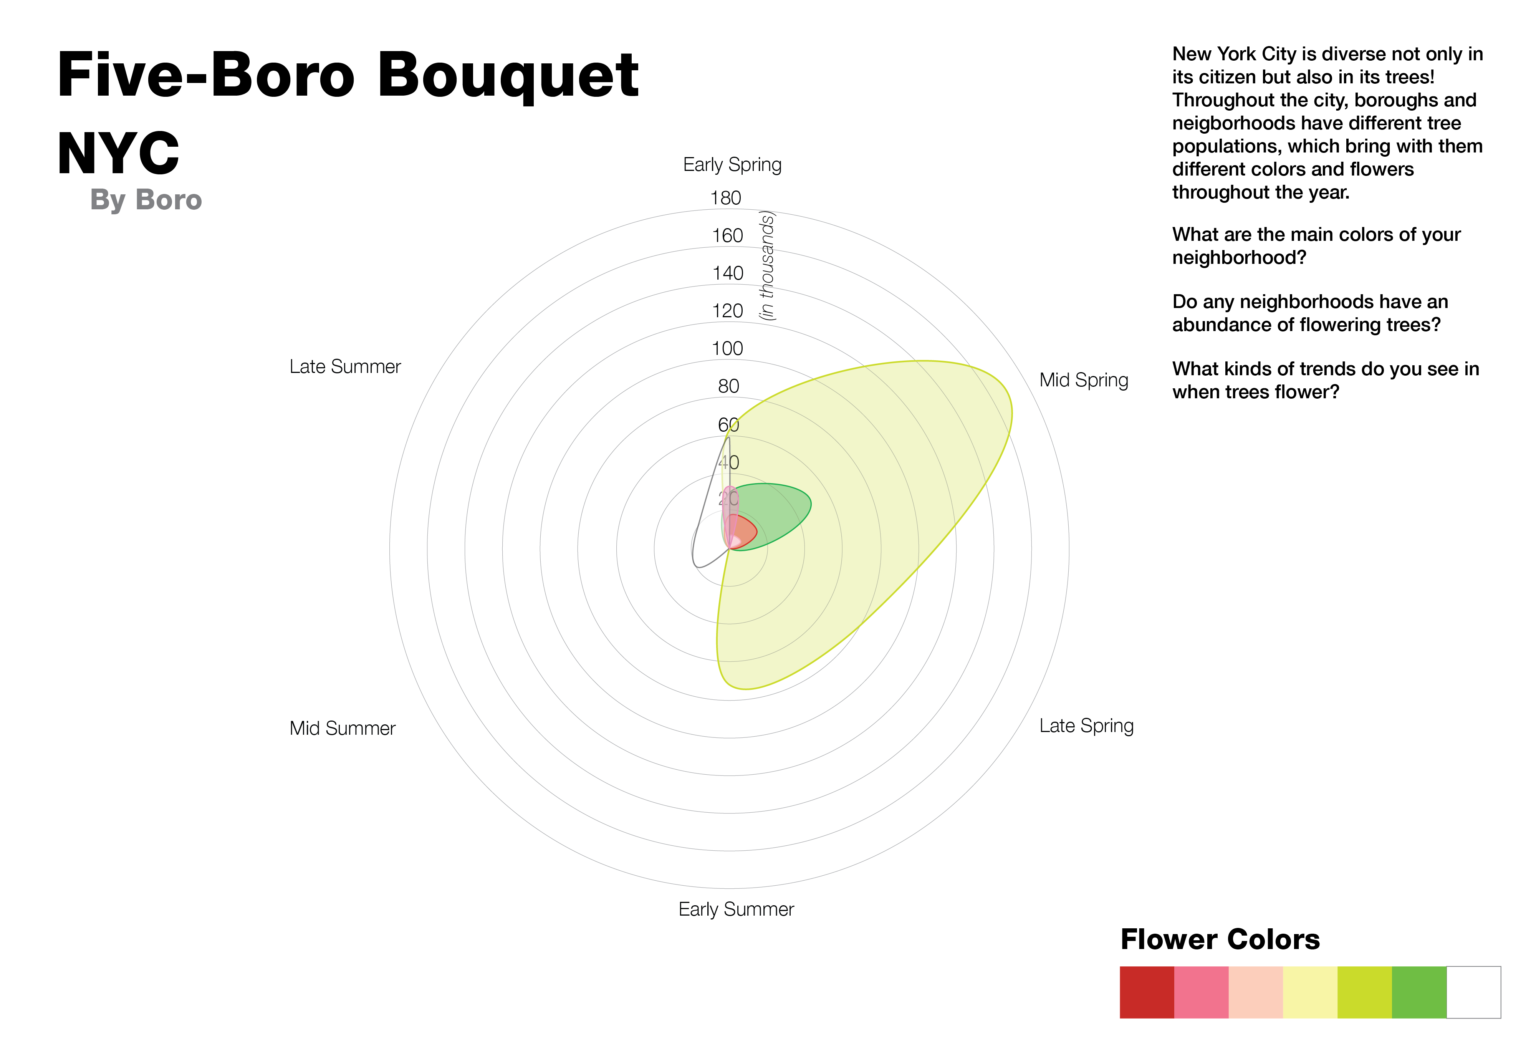 Five-Boro Bouquet
NYC
By Boro
New York City is diverse not only in
its citizen but also in its trees!
Throughout the city, boroughs and
neigborhoods have different tree
populations, which bring with them
different colors and flowers
throughout the year.
What are the main colors of your
neighborhood?
Do any neighborhoods have an
abundance of flowering trees?
What kinds of trends do you see in
when trees flower?
Early Spring
180
160
140
120
100
80
60
40
20
(in thousands)
Late Summer
Mid Spring
Mid Summer
Late Spring
Early Summer
Flower Colors